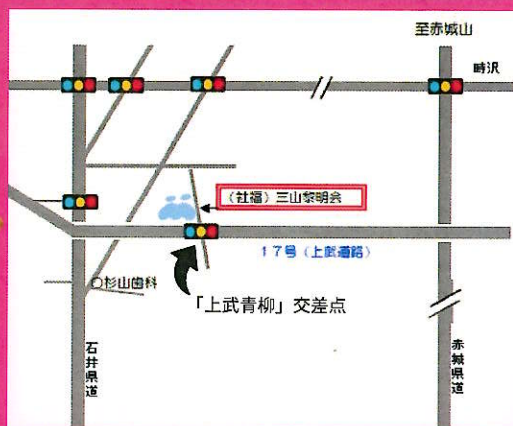 至赤城山
時沢
(社福)三山黎明会
17号(上武道路)
○杉山歯科
「上武青柳」交差点
石井県道
赤城県道